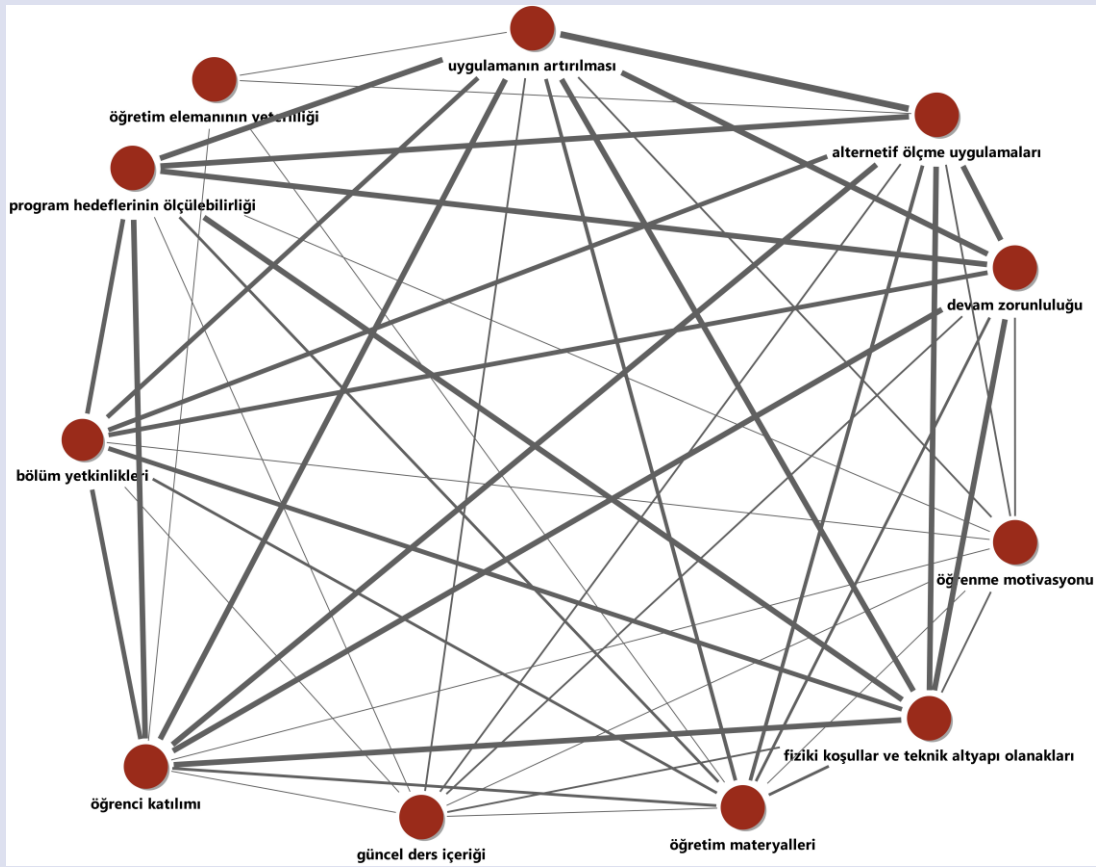 uygulamanın artırılması
öğretim elemanının yeterliliği
alternatif ölçme uygulamaları
program hedeflerinin ölçülebilirliği
devam zorunluluğu
bölüm yetkinlikleri
öğrenme motivasyonu
fiziki koşullar ve teknik altyapı olanakları
öğrenci katılımı
öğretim materyalleri
güncel ders içeriği